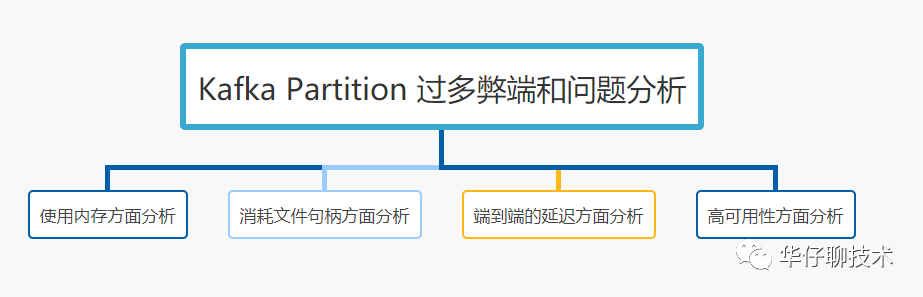 Kafka Partition 过多弊端和问题分析
使用内存方面分析
消耗文件句柄方面分析
端到端的延迟方面分析
高可用性方面分析
华仔聊技术